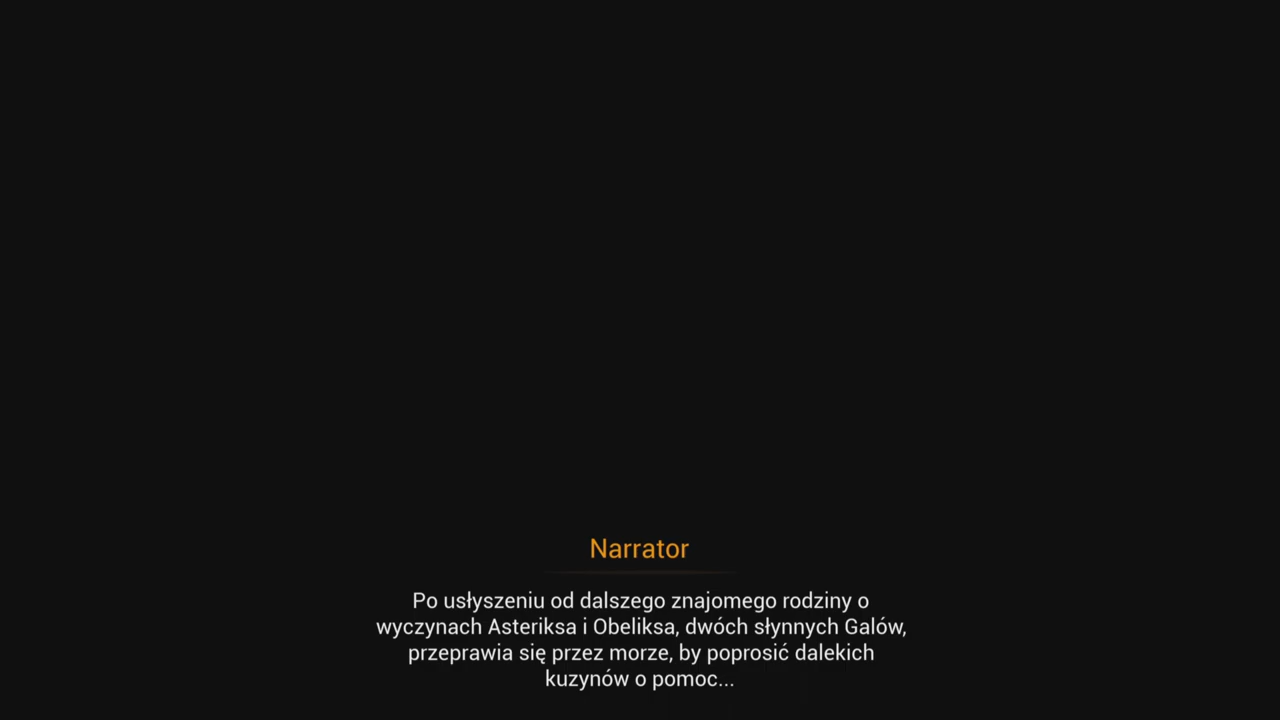 Narrator
Po usłyszeniu od dalszego znajomego rodziny o
wyczynach Asteriksa i Obeliksa, dwóch słynnych Galów,
przeprawia się przez morze, by poprosić dalekich
kuzynów o pomoc...